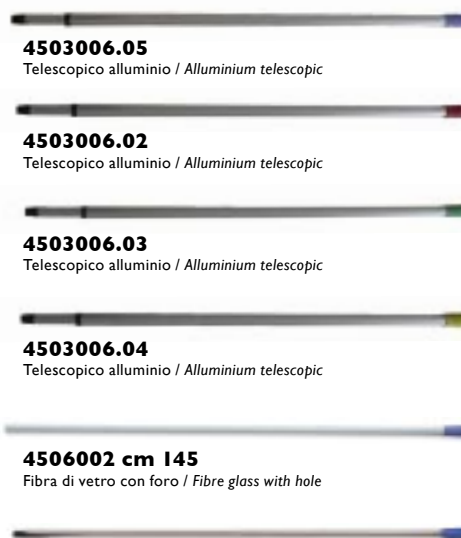 4503006.05
Telescopico alluminio / Alluminium telescopic
4503006.02
Telescopico alluminio / Alluminium telescopic
4503006.03
Telescopico alluminio / Alluminium telescopic
4503006.04
Telescopico alluminio / Alluminium telescopic
4506002 cm 145
Fibra di vetro con foro / Fibre glass with hole